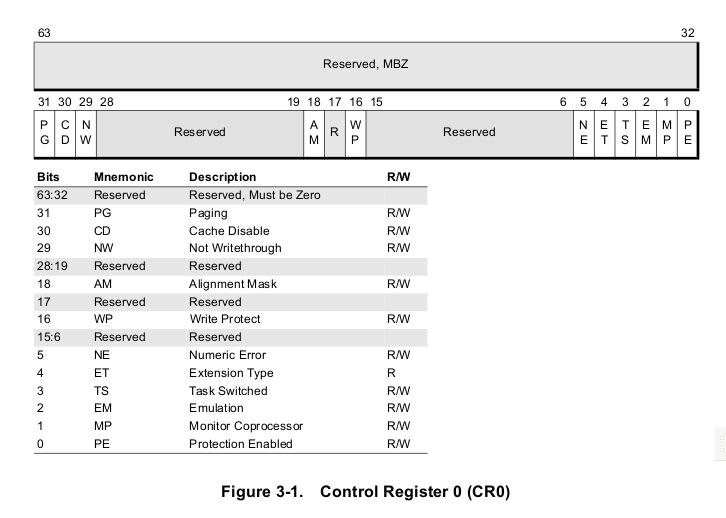 63 32
Reserved, MBZ
31 30 29 28 19 18 17 16 15 6 5 4 3 2 1 0
PG CD NW Reserved AM R WP Reserved NE ET TS EM MP PE
Bits Mnemonic Description R/W
63:32 Reserved Reserved, Must be Zero
31 PG Paging R/W
30 CD Cache Disable R/W
29 NW Not Writethrough R/W
28:19 Reserved Reserved
18 AM Alignment Mask R/W
17 Reserved Reserved
16 WP Write Protect R/W
15:6 Reserved Reserved
5 NE Numeric Error R/W
4 ET Extension Type R
3 TS Task Switched R/W
2 EM Emulation R/W
1 MP Monitor Coprocessor R/W
0 PE Protection Enabled R/W
Figure 3-1. Control Register 0 (CR0)